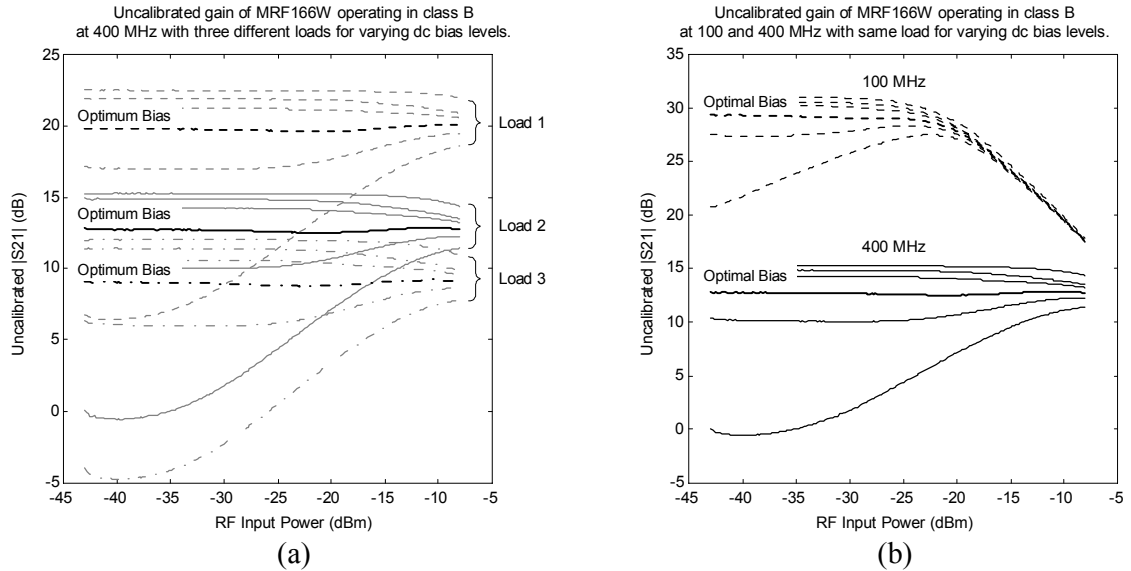 Uncalibrated gain of MRF166W operating in class B
at 400 MHz with three different loads for varying dc bias levels.
25
20
15
10
5
0
-5
-45
-40
-35
-30
-25
-20
-15
-10
-5
Uncalibrated |S21| (dB)
RF Input Power (dBm)
Optimum Bias
Load 1
Optimum Bias
Load 2
Optimum Bias
Load 3
(a)
Uncalibrated gain of MRF166W operating in class B
at 100 and 400 MHz with same load for varying dc bias levels.
35
30
25
20
15
10
5
0
-5
-45
-40
-35
-30
-25
-20
-15
-10
-5
Uncalibrated |S21| (dB)
RF Input Power (dBm)
100 MHz
Optimal Bias
400 MHz
Optimal Bias
(b)